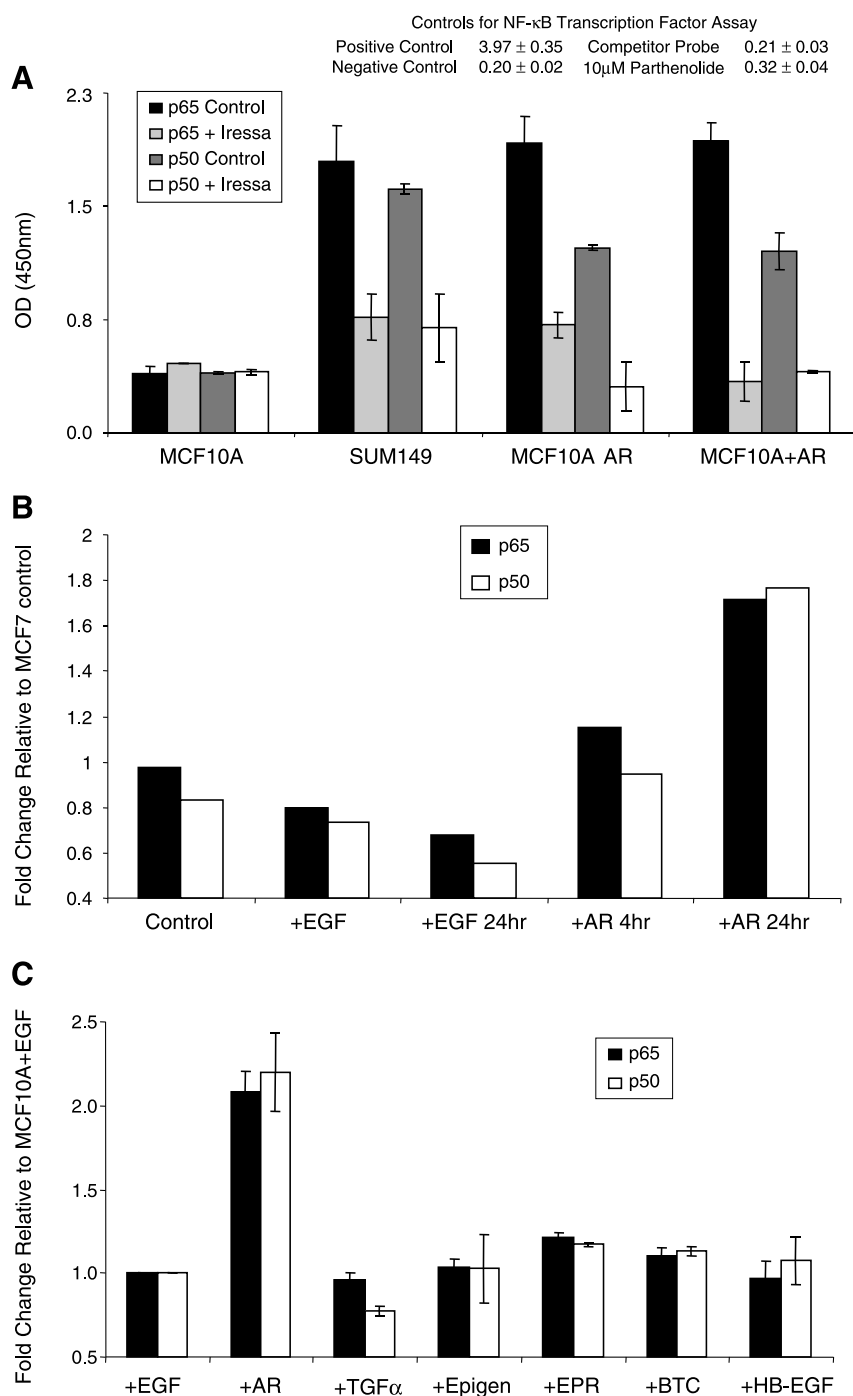 Controls for NF-κB Transcription Factor Assay
Positive Control 3.97 ± 0.35 Competitor Probe 0.21 ± 0.03
Negative Control 0.20 ± 0.02 10μM Parthenolide 0.32 ± 0.04
A
2.3
1.5
0.8
0.0
OD (450nm)
p65 Control
p65 + Iressa
p50 Control
p50 + Iressa
MCF10A SUM149 MCF10A AR MCF10A+AR
B
2
1.8
1.6
1.4
1.2
1
0.8
0.6
0.4
Fold Change Relative to MCF7 control
p65
p50
Control +EGF +EGF 24hr +AR 4hr +AR 24hr
C
2.5
2.0
1.5
1.0
0.5
Fold Change Relative to MCF10A+EGF
p65
p50
+EGF +AR +TGFα +Epigen +EPR +BTC +HB-EGF